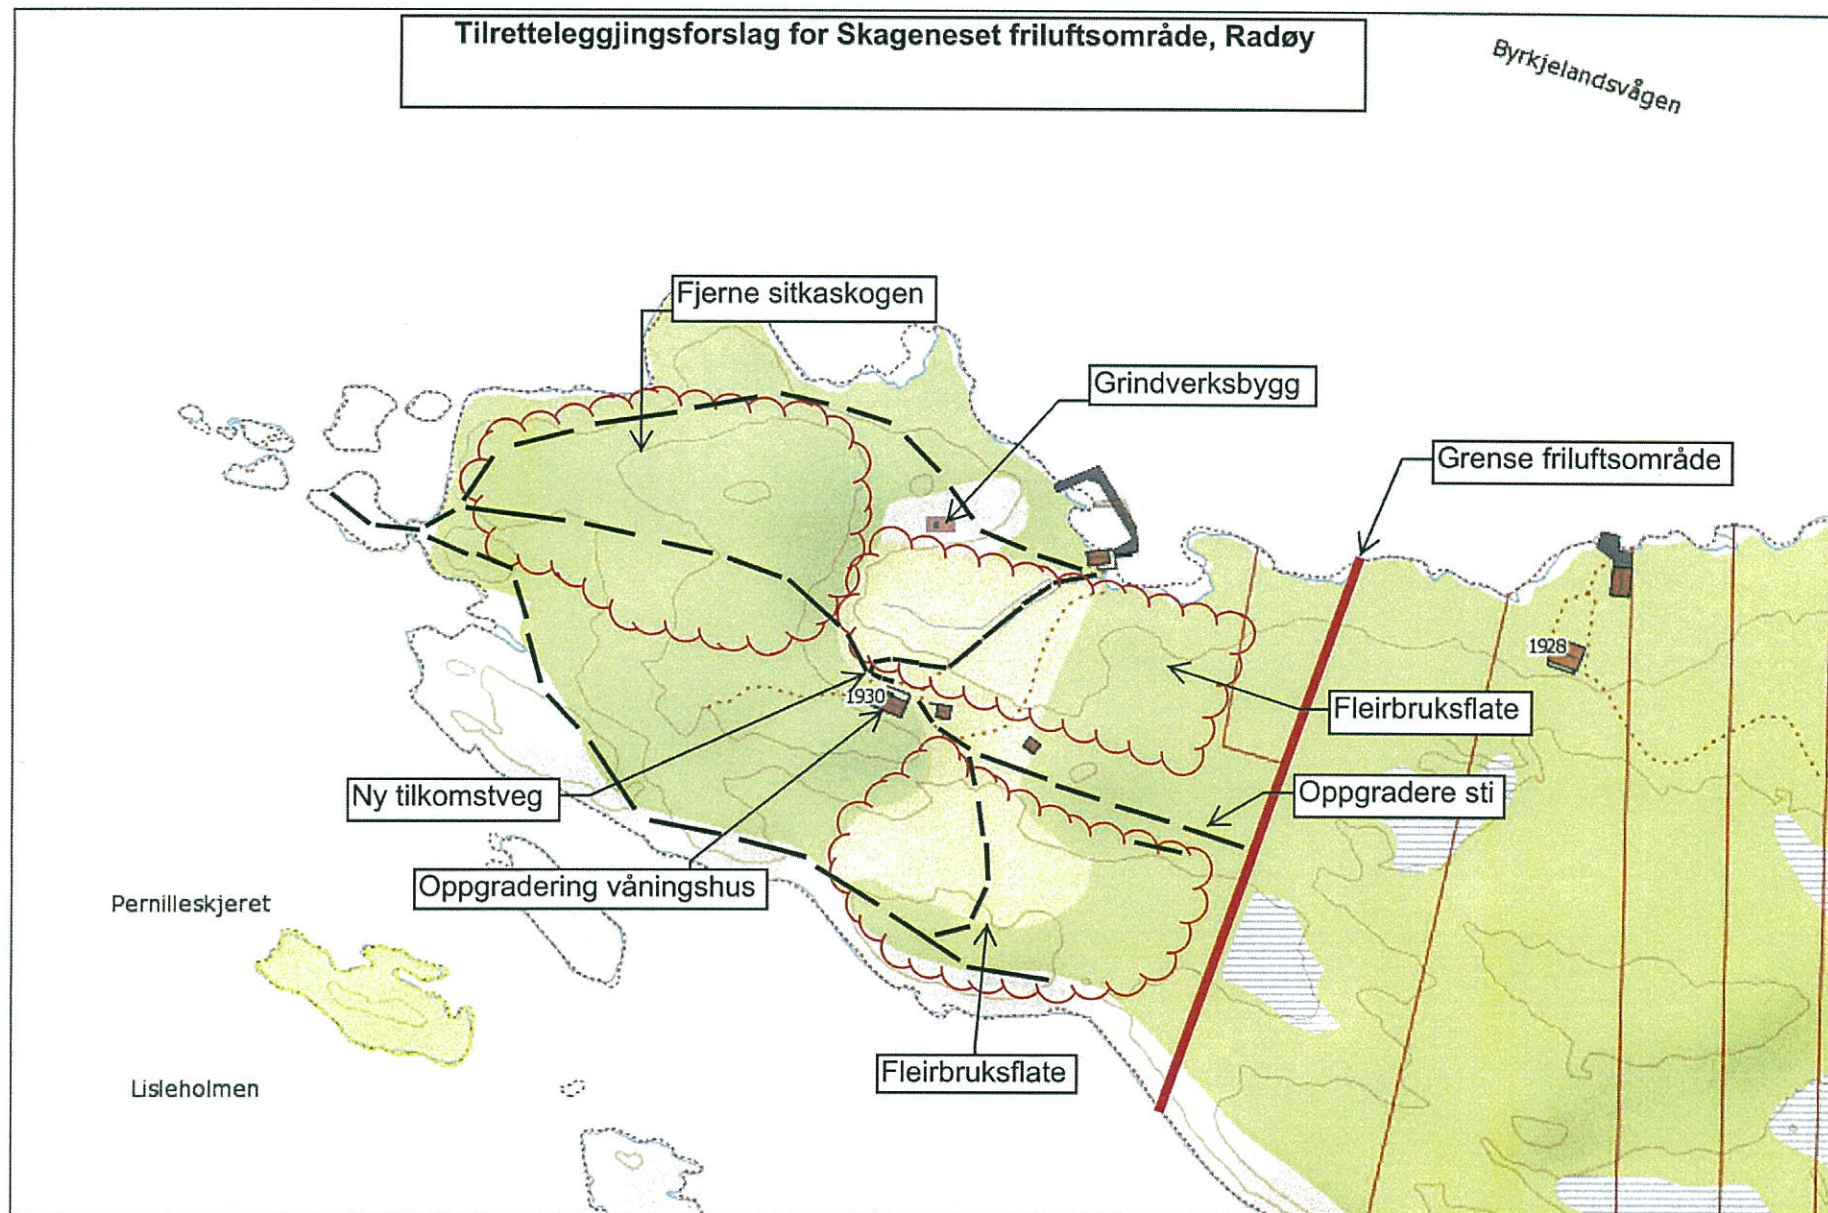 Tilretteleggjingsforslag for Skageneset friluftsområde, Radøy
Byrkjelandsvågen
Fjerne sitkaskogen
Grindverksbygg
Grense friluftsområde
1928
1930
Fleirbruksflate
Ny tilkomstveg
Oppgradere sti
Oppgradering våningshus
Pernilleskjeret
Fleirbruksflate
Lisleholmen